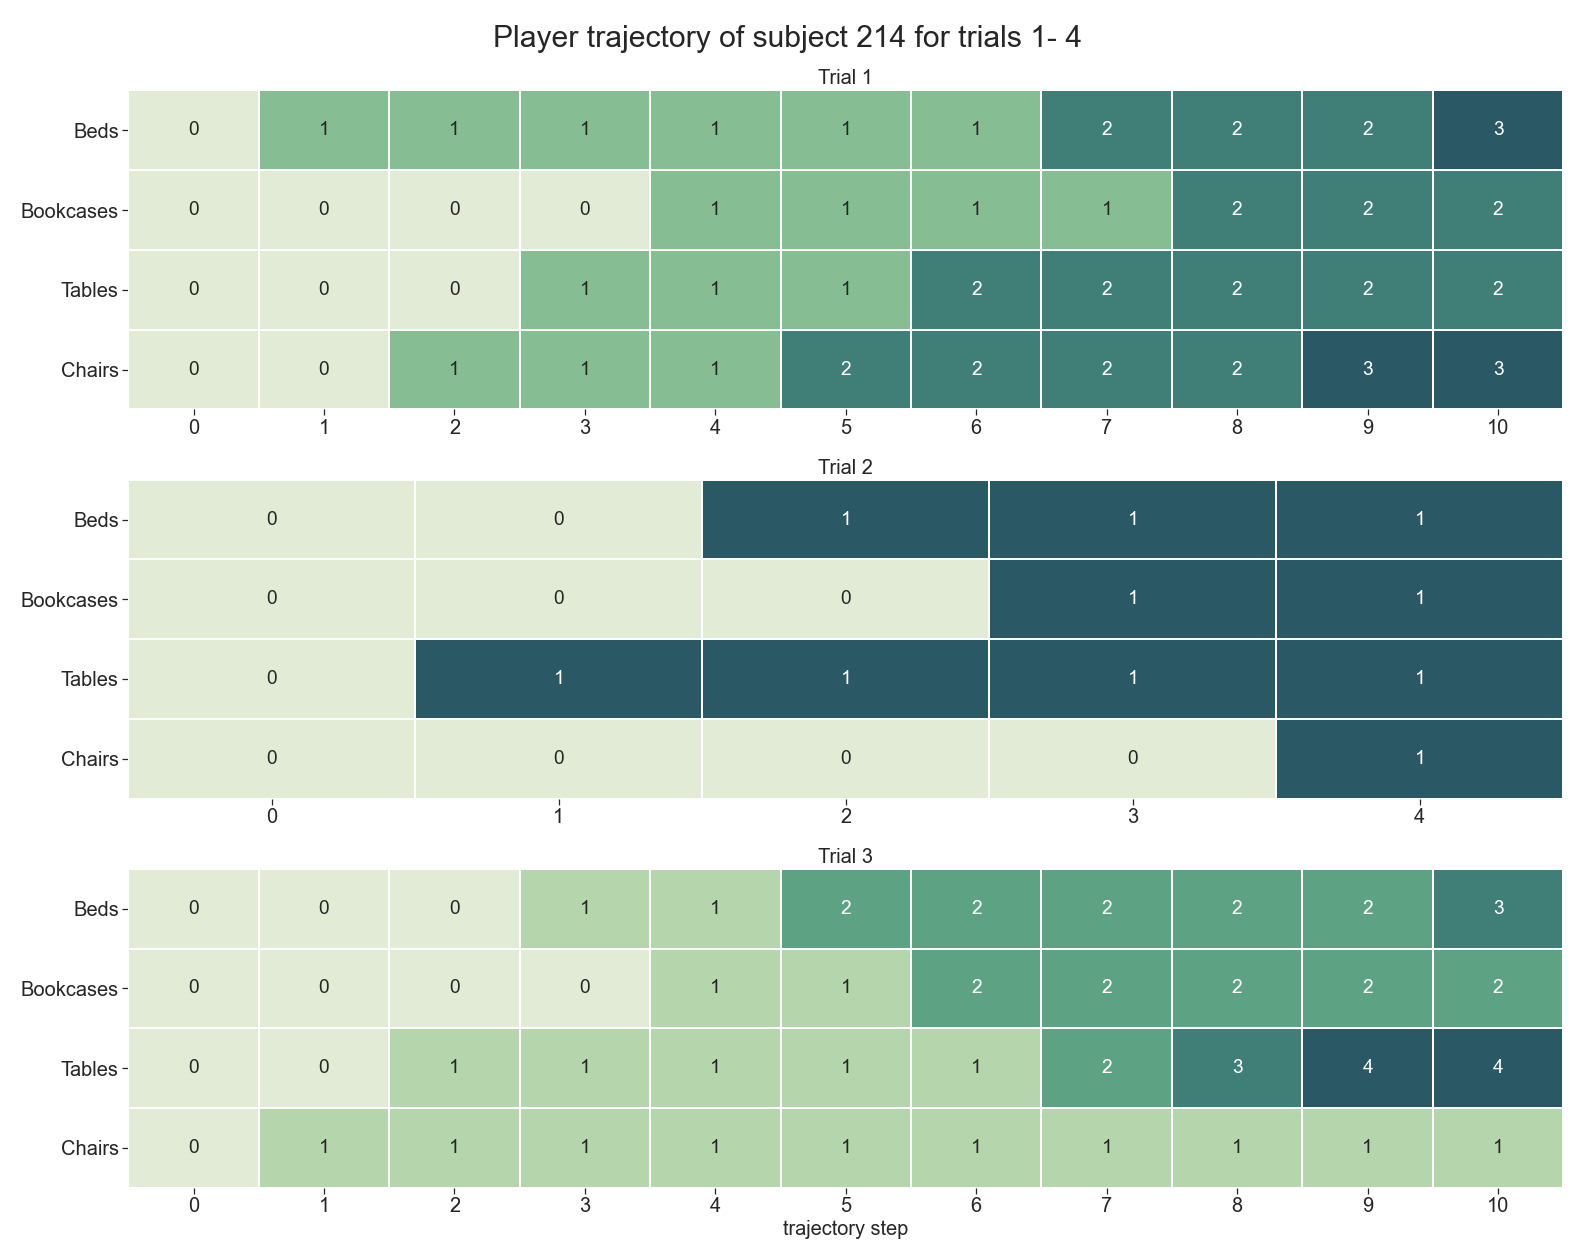 Player trajectory of subject 214 for trials 1- 4
Trial 1
Beds 0 1 1 1 1 1 1 2 2 2 3
Bookcases 0 0 0 0 1 1 1 1 2 2 2
Tables 0 0 0 1 1 1 2 2 2 2 2
Chairs 0 0 1 1 1 2 2 2 2 3 3
0 1 2 3 4 5 6 7 8 9 10
Trial 2
Beds 0 0 1 1 1
Bookcases 0 0 0 1 1
Tables 0 1 1 1 1
Chairs 0 0 0 0 1
0 1 2 3 4
Trial 3
Beds 0 0 0 1 1 2 2 2 2 2 3
Bookcases 0 0 0 0 1 1 2 2 2 2 2
Tables 0 0 1 1 1 1 1 2 3 4 4
Chairs 0 1 1 1 1 1 1 1 1 1 1
0 1 2 3 4 5 6 7 8 9 10
trajectory step